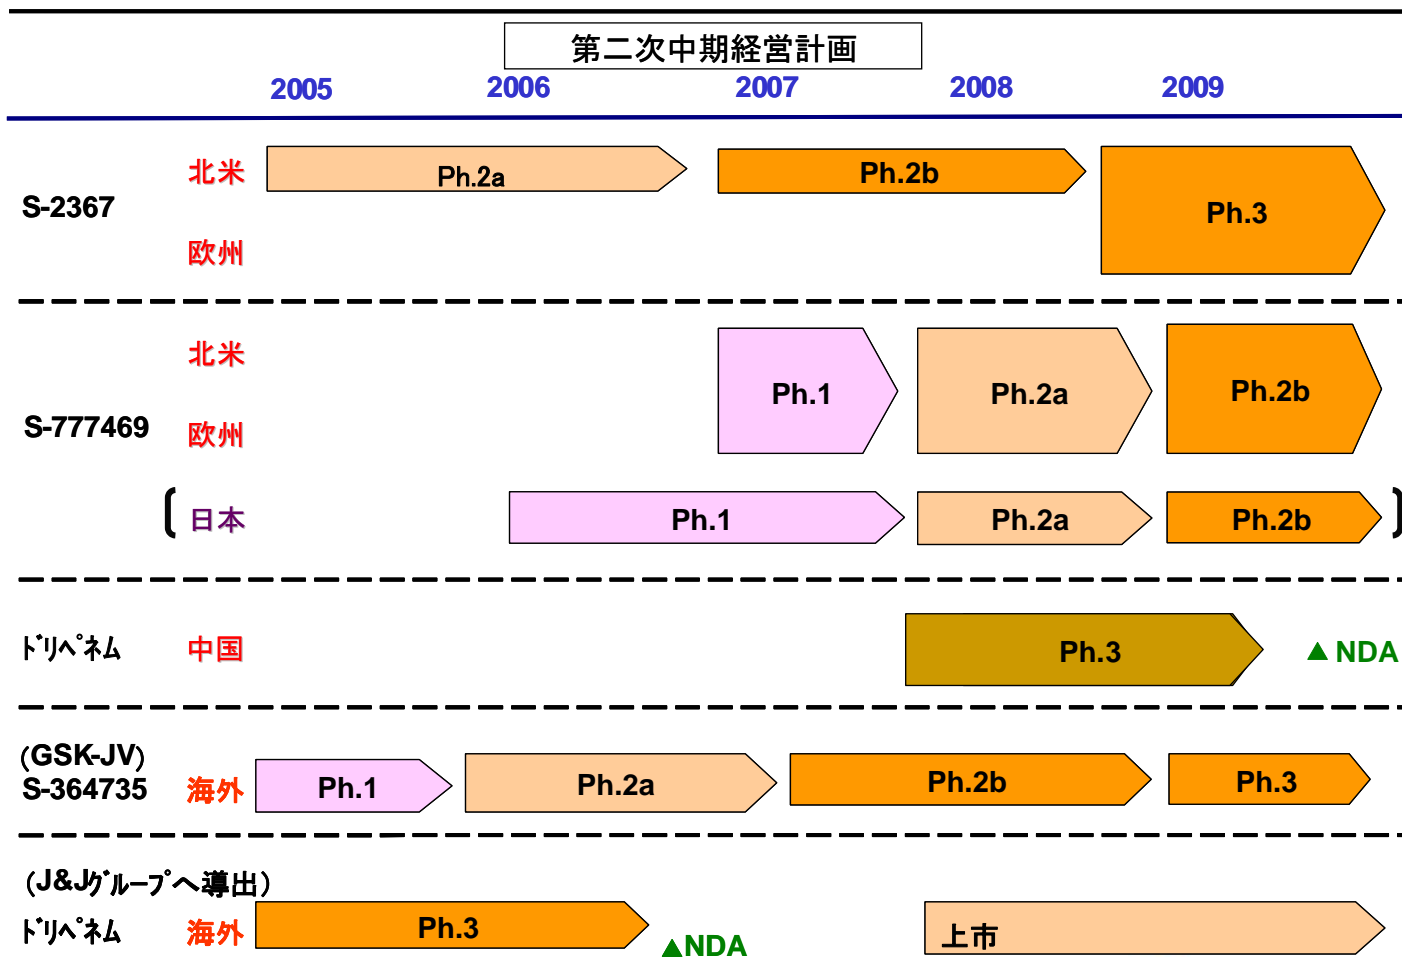 第二次中期経営計画
2005 2006 2007 2008 2009
北米 Ph.2a Ph.2b Ph.3
S-2367
欧州
北米
Ph.1 Ph.2a Ph.2b
S-777469 欧州
[日本 Ph.1 Ph.2a Ph.2b]
ﾄﾞﾘﾍﾟﾈﾑ 中国 Ph.3 ▲ NDA
(GSK-JV)
S-364735 海外 Ph.1 Ph.2a Ph.2b Ph.3
(J&Jｸﾞﾙｰﾌﾟへ導出)
ﾄﾞﾘﾍﾟﾈﾑ 海外 Ph.3 ▲NDA 上市